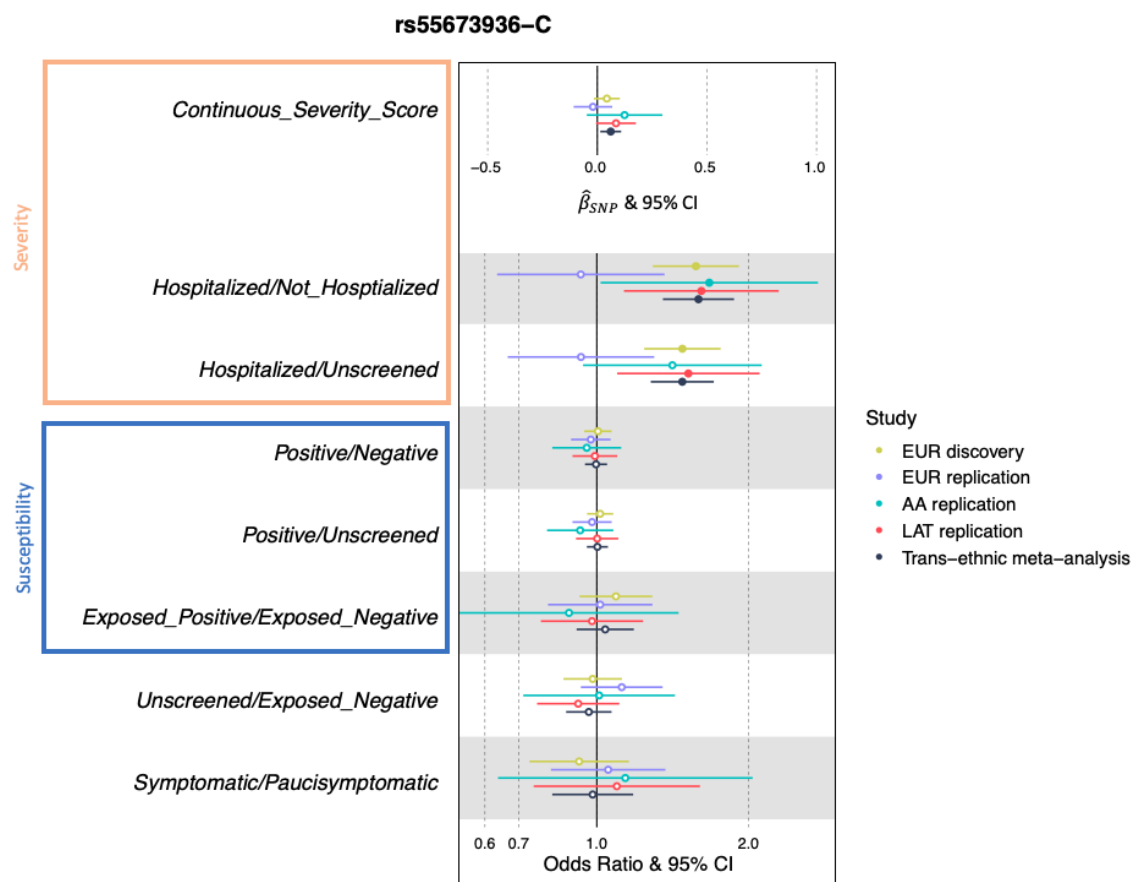 rs55673936–C
Severity
Continuous_Severity_Score
−0.5 0.0 0.5 1.0
β̂SNP & 95% CI
Hospitalized/Not_Hosptialized
Hospitalized/Unscreened
Susceptibility
Positive/Negative
Positive/Unscreened
Exposed_Positive/Exposed_Negative
Unscreened/Exposed_Negative
Symptomatic/Paucisymptomatic
0.6 0.7 1.0 2.0
Odds Ratio & 95% CI
Study
EUR discovery
EUR replication
AA replication
LAT replication
Trans−ethnic meta−analysis